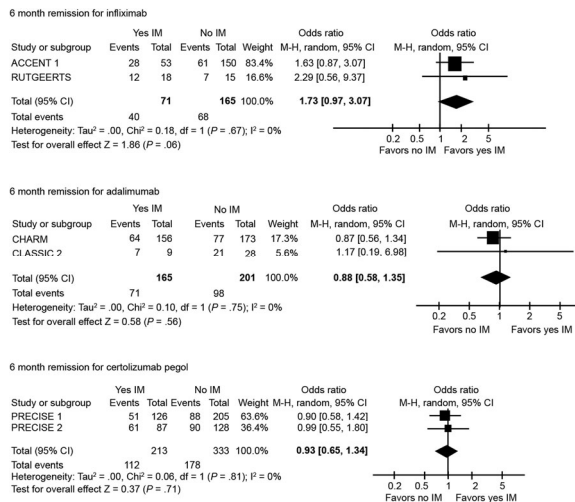 6 month remission for infliximab
Yes IM No IM Odds ratio Odds ratio
Study or subgroup Events Total Events Total Weight M-H, random, 95% CI M-H, random, 95% CI
ACCENT 1 28 53 61 150 83.4% 1.63 [0.87, 3.07]
RUTGEERTS 12 18 7 15 16.6% 2.29 [0.56, 9.37]
Total (95% CI) 71 165 100.0% 1.73 [0.97, 3.07]
Total events 40 68
Heterogeneity: Tau² = .00, Chi² = 0.18, df = 1 (P = .67); I² = 0%
Test for overall effect Z = 1.86 (P = .06)
0.2 0.5 1 2 5
Favors no IM Favors yes IM
6 month remission for adalimumab
Yes IM No IM Odds ratio Odds ratio
Study or subgroup Events Total Events Total Weight M-H, random, 95% CI M-H, random, 95% CI
CHARM 64 156 77 173 17.3% 0.87 [0.56, 1.34]
CLASSIC 2 7 9 21 28 5.6% 1.17 [0.19, 6.98]
Total (95% CI) 165 201 100.0% 0.88 [0.58, 1.35]
Total events 71 98
Heterogeneity: Tau² = .00, Chi² = 0.10, df = 1 (P = .75); I² = 0%
Test for overall effect Z = 0.58 (P = .56)
0.2 0.5 1 2 5
Favors no IM Favors yes IM
6 month remission for certolizumab pegol
Yes IM No IM Odds ratio Odds ratio
Study or subgroup Events Total Events Total Weight M-H, random, 95% CI M-H, random, 95% CI
PRECISE 1 51 126 88 205 63.6% 0.90 [0.58, 1.42]
PRECISE 2 61 87 90 128 36.4% 0.99 [0.55, 1.80]
Total (95% CI) 213 333 100.0% 0.93 [0.65, 1.34]
Total events 112 178
Heterogeneity: Tau² = .00, Chi² = 0.06, df = 1 (P = .81); I² = 0%
Test for overall effect Z = 0.37 (P = .71)
0.2 0.5 1 2 5
Favors no IM Favors yes IM